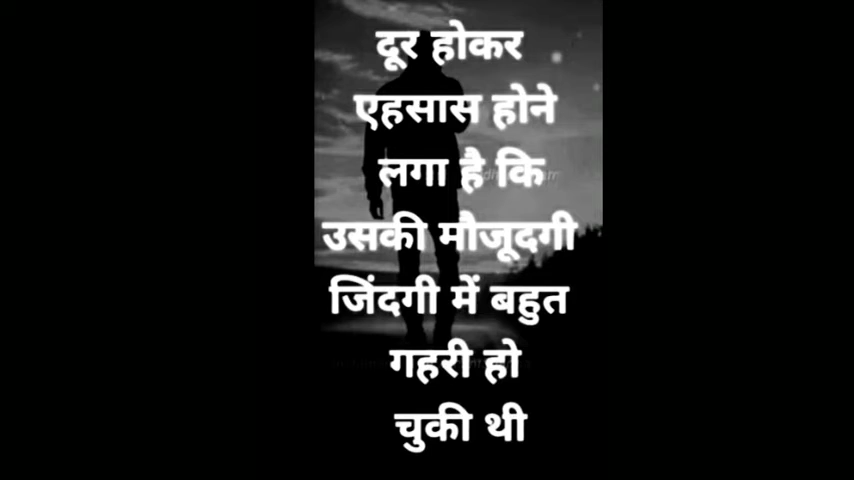 दूर होकर
एहसास होने
लगा है कि
उसकी मौजूदगी
जिंदगी में बहुत
गहरी हो
चुकी थी